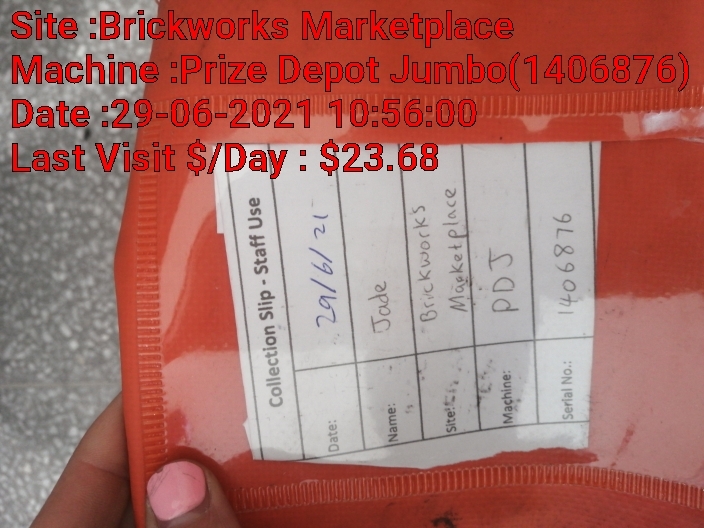 Site :Brickworks Marketplace
Machine :Prize Depot Jumbo(1406876)
Date :29-06-2021 10:56:00
Last Visit $/Day : $23.68
Collection Slip - Staff Use
Date: 29/6/21
Name: Jade
Site: Brickworks
Marketplace
Machine: PDJ
Serial No.: 1406876